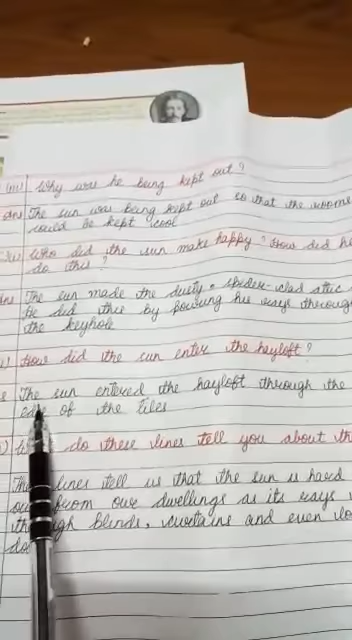 (iii) Why was he being kept out?
Ans The sun was being kept out so that the rooms
could be kept cool
Who did the sun make happy? How did he
do this?
The sun made the dusty spider-clad attic
he did this by pouring his rays through
the keyhole
How did the sun enter the hayloft?
The sun entered the hayloft through the
edge of the tiles
do these lines tell you about the
The lines tell us that the sun is hard
from our dwellings as its rays
through blinds, curtains and even